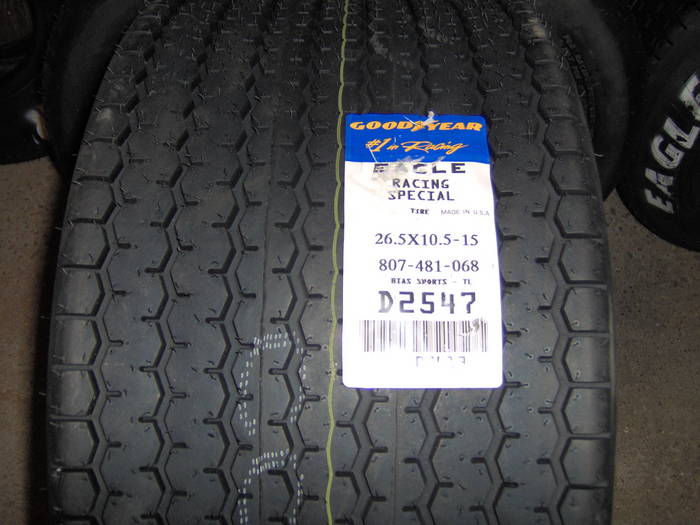 GOODYEAR
#1 in Racing
EAGLE
RACING
SPECIAL
TIRE MADE IN U.S.A.
26.5X10.5-15
807-481-068
BIAS SPORTS - TL
D2547
EAGLE